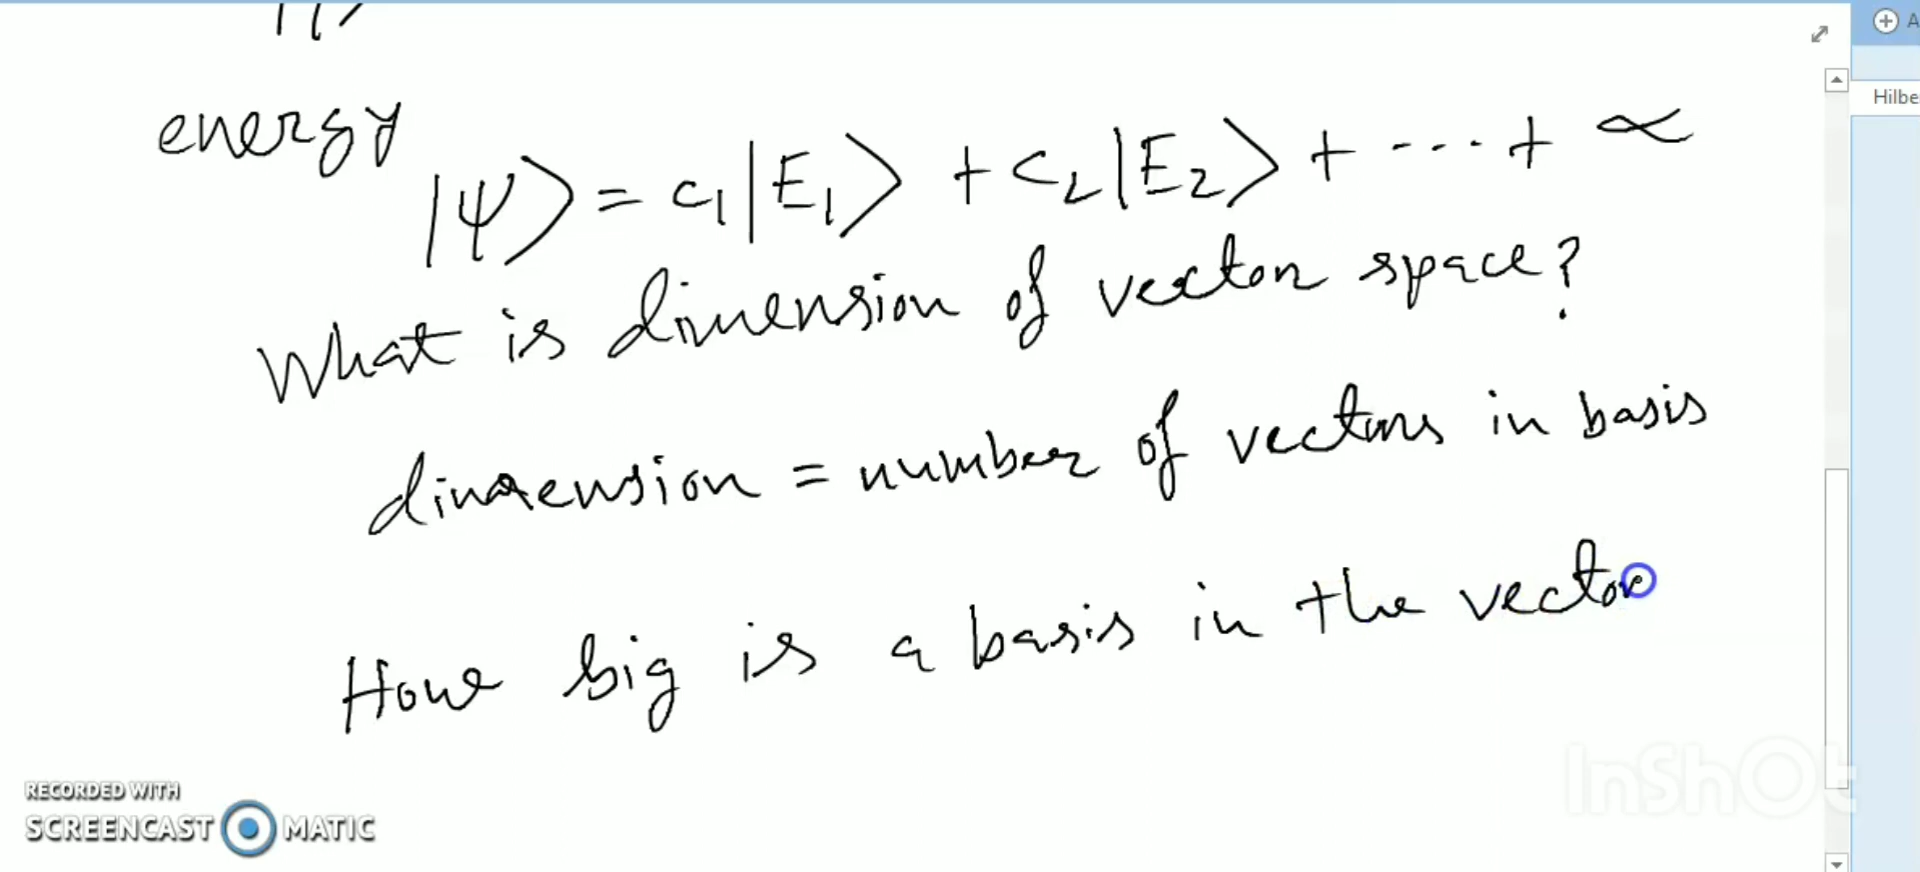 A
Hilbe
energy
|ψ⟩ = c₁|E₁⟩ + c₂|E₂⟩ + ---- + ∝
What is dimension of vector space?
dimension = number of vectors in basis
How big is a basis in the vector
InShOt
RECORDED WITH
SCREENCAST MATIC